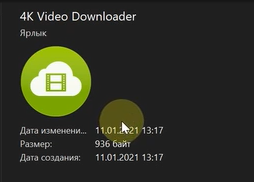 4K Video Downloader
Ярлык
Дата изменени... 11.01.2021 13:17
Размер: 936 байт
Дата создания: 11.01.2021 13:17